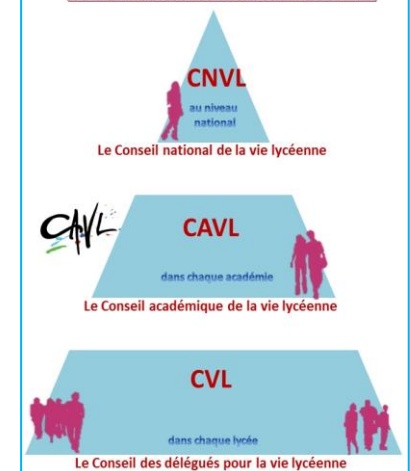 CNVL
au niveau
national
Le Conseil national de la vie lycéenne
CAVL
CAVL
dans chaque académie
Le Conseil académique de la vie lycéenne
CVL
dans chaque lycée
Le Conseil des délégués pour la vie lycéenne